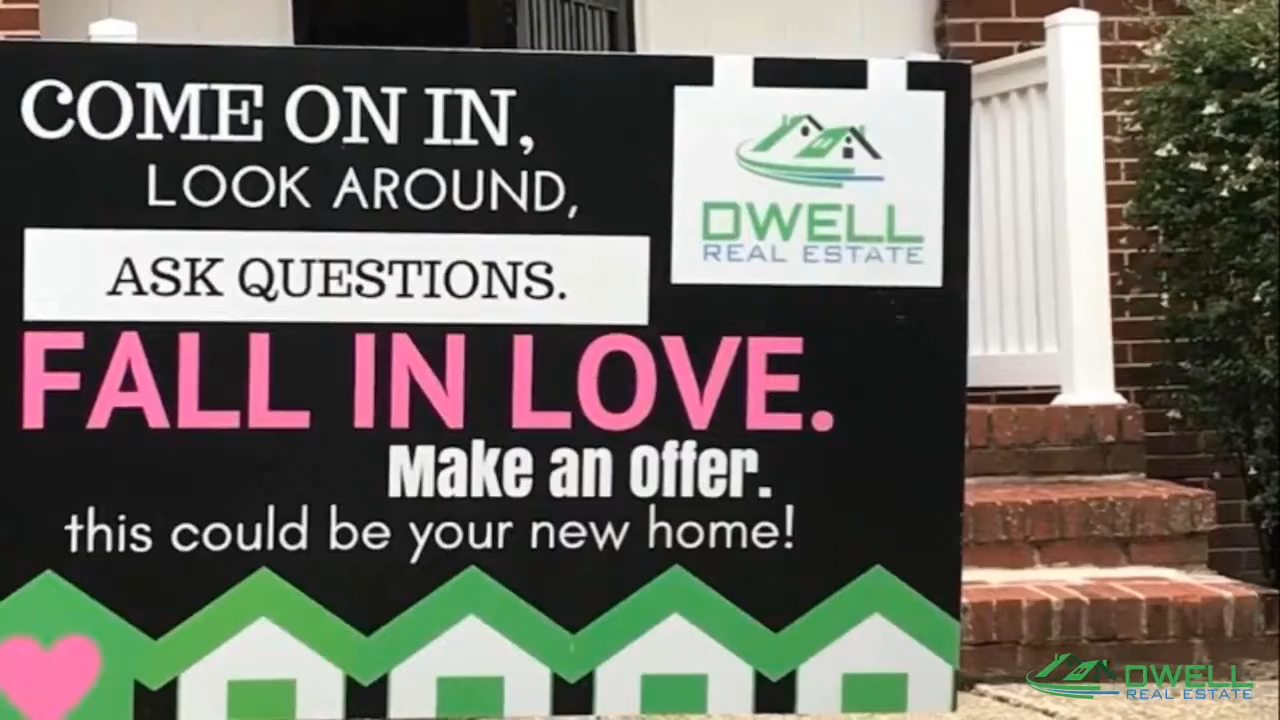 COME ON IN,
LOOK AROUND,
ASK QUESTIONS.
FALL IN LOVE.
Make an Offer.
this could be your new home!
DWELL
REAL ESTATE
DWELL
REAL ESTATE